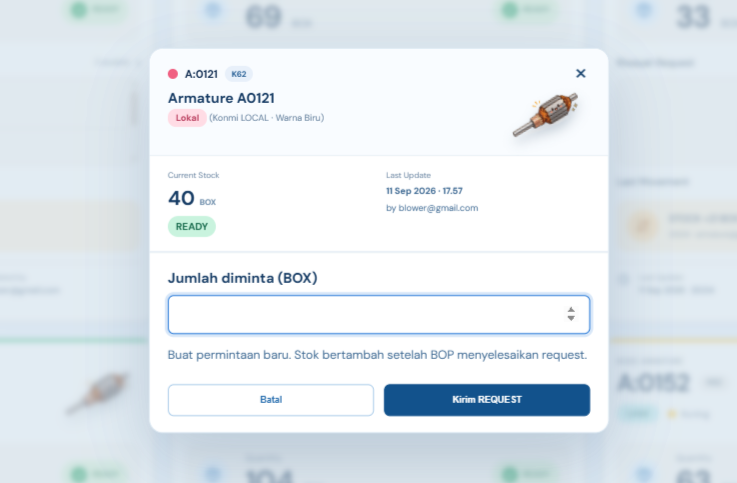 69
33
A:0121 K62
Armature A0121
Lokal (Konmi LOCAL · Warna Biru)
Current Stock
40 BOX
READY
Last Update
11 Sep 2026 · 17.57
by blower@gmail.com
Jumlah diminta (BOX)
Buat permintaan baru. Stok bertambah setelah BOP menyelesaikan request.
Batal
Kirim REQUEST
A:0152
104
63